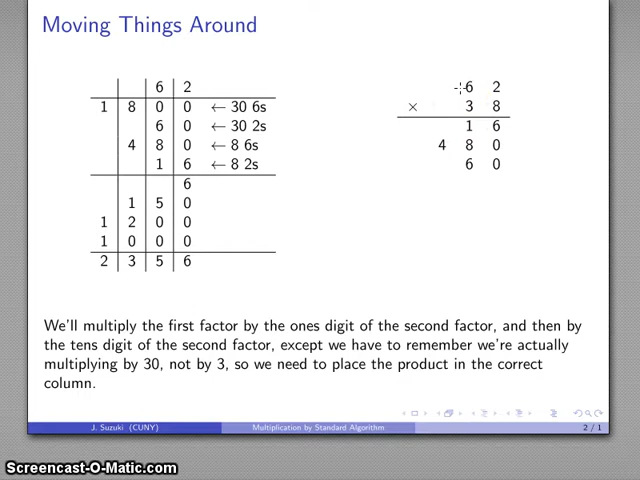 Moving Things Around
6 2
1 8 0 0 ← 30 6s
6 0 ← 30 2s
4 8 0 ← 8 6s
1 6 ← 8 2s
6
1 5 0
1 2 0 0
1 0 0 0
2 3 5 6
6 2
× 3 8
1 6
4 8 0
6 0
We'll multiply the first factor by the ones digit of the second factor, and then by
the tens digit of the second factor, except we have to remember we're actually
multiplying by 30, not by 3, so we need to place the product in the correct
column.
J. Suzuki (CUNY) Multiplication by Standard Algorithm 2 / 1
Screencast-O-Matic.com